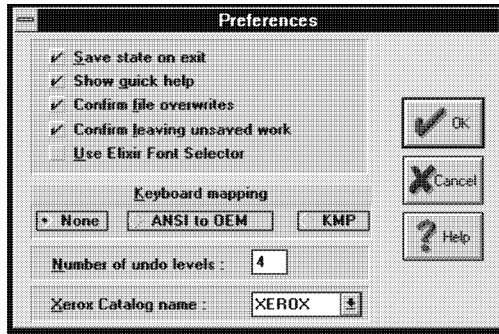 Preferences
Save state on exit
Show quick help
Confirm file overwrites
Confirm leaving unsaved work
Use Elixir Font Selector
Keyboard mapping
None ANSI to OEM KMP
Number of undo levels : 4
Xerox Catalog name : XEROX
OK
Cancel
Help